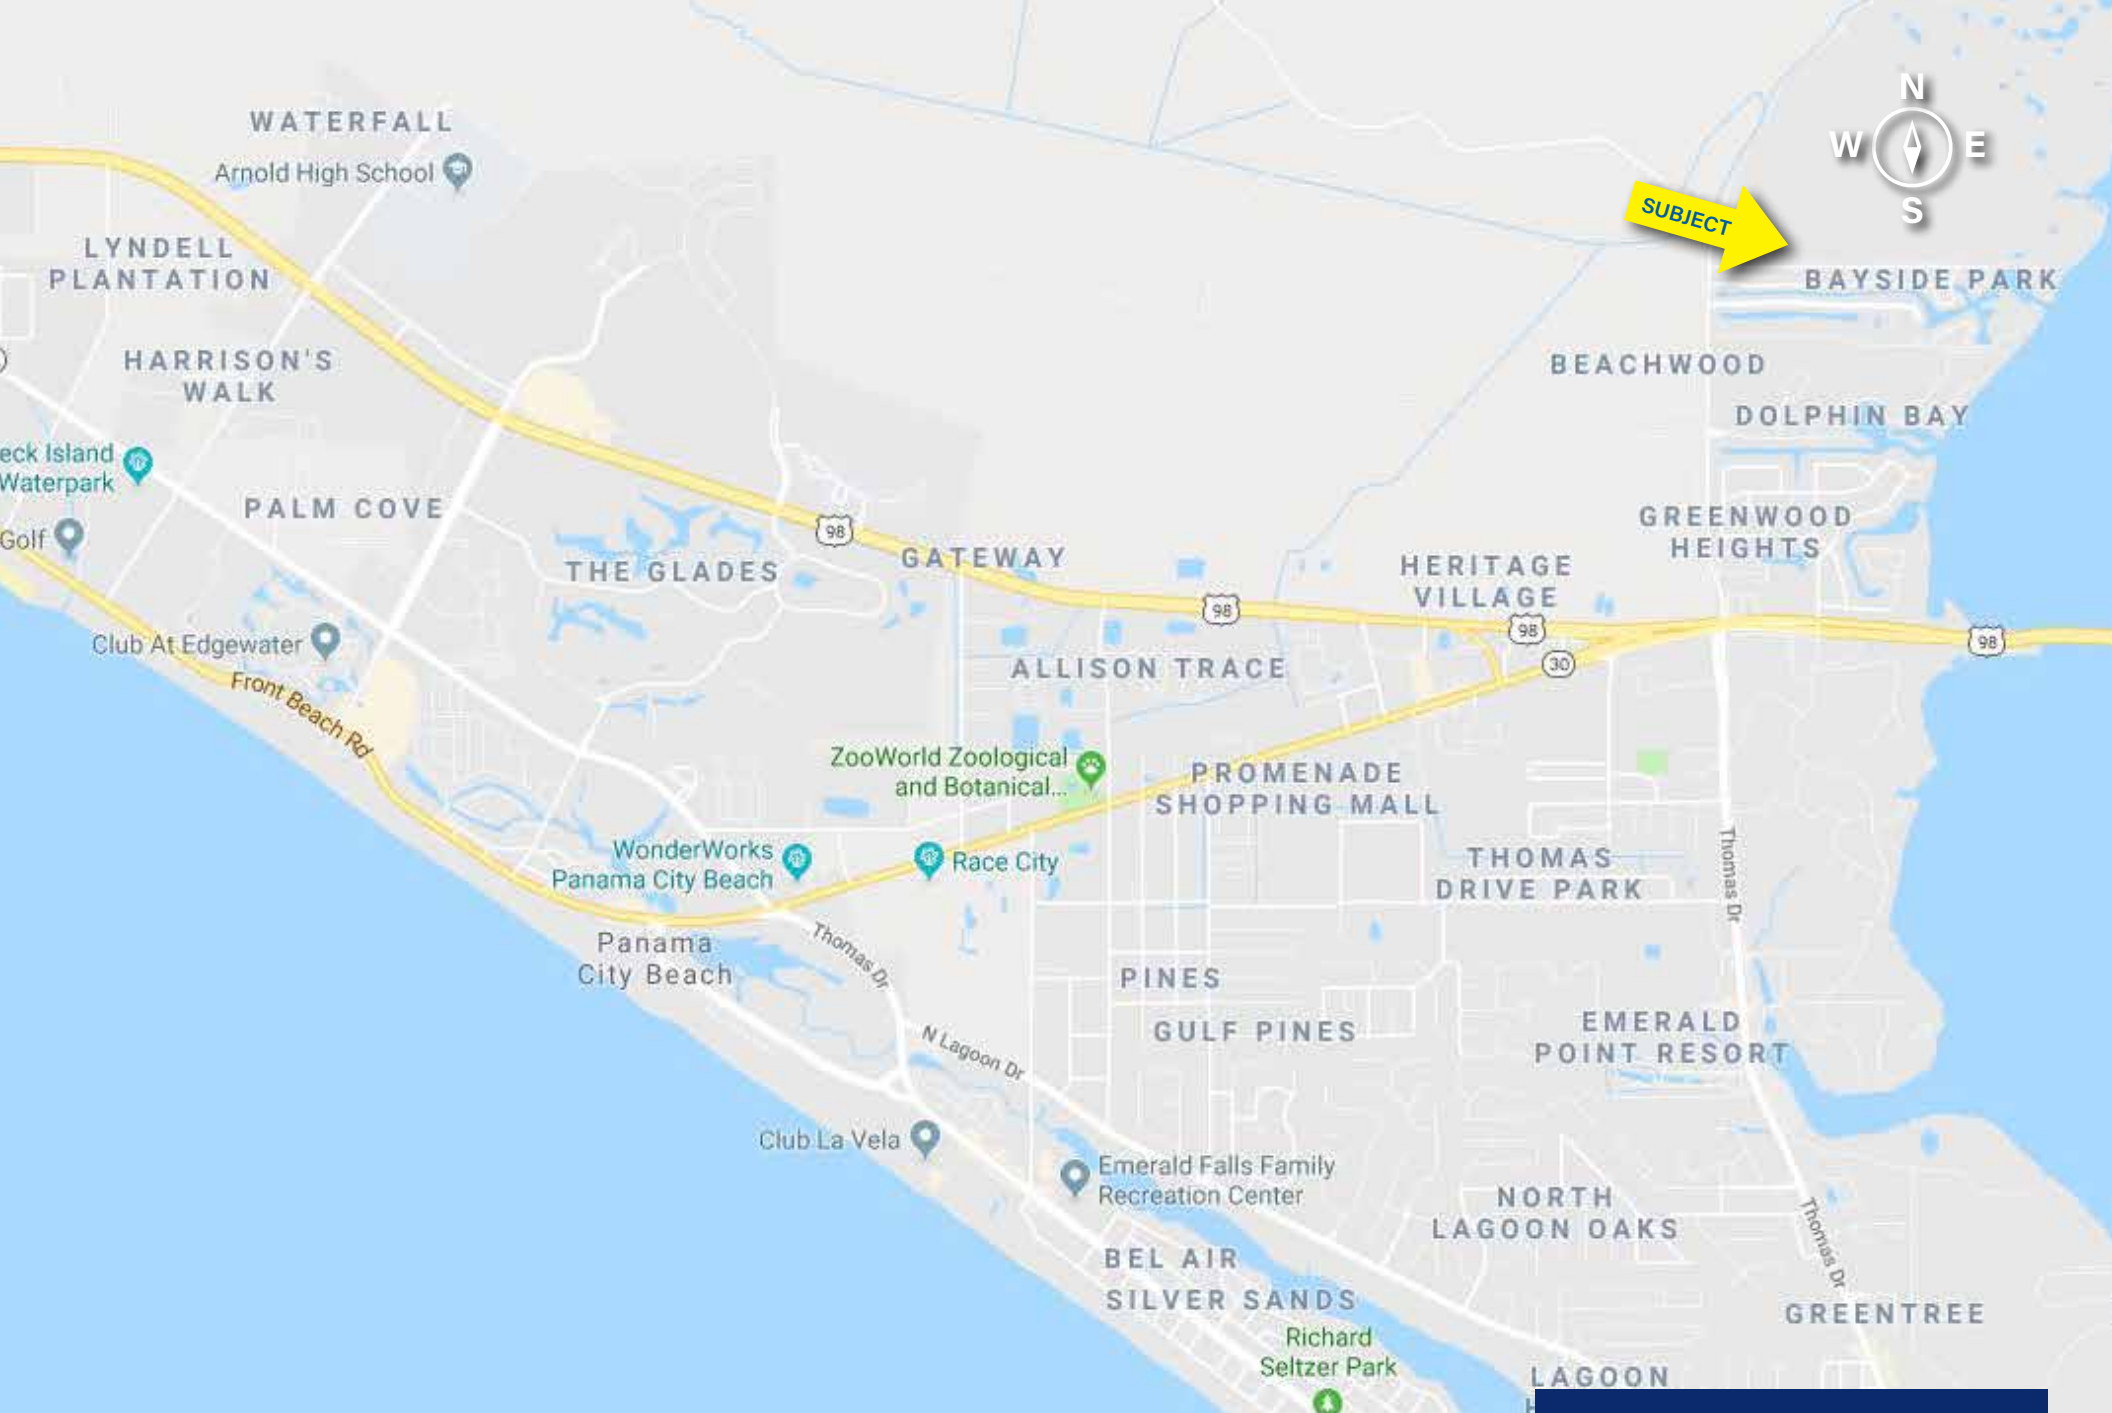 N
W
E
S
SUBJECT
WATERFALL
Arnold High School
LYNDELL
PLANTATION
BAYSIDE PARK
HARRISON'S
WALK
BEACHWOOD
DOLPHIN BAY
eck Island
Waterpark
PALM COVE
Golf
98
GREENWOOD
HEIGHTS
GATEWAY
THE GLADES
HERITAGE
VILLAGE
98
98
98
30
Club At Edgewater
ALLISON TRACE
Front Beach Rd
ZooWorld Zoological
and Botanical...
PROMENADE
SHOPPING MALL
WonderWorks
Panama City Beach
Race City
THOMAS
DRIVE PARK
Thomas Dr
Panama
City Beach
Thomas Dr
PINES
GULF PINES
EMERALD
POINT RESORT
N Lagoon Dr
Club La Vela
Emerald Falls Family
Recreation Center
NORTH
LAGOON OAKS
Thomas Dr
BEL AIR
SILVER SANDS
GREENTREE
Richard
Seltzer Park
LAGOON